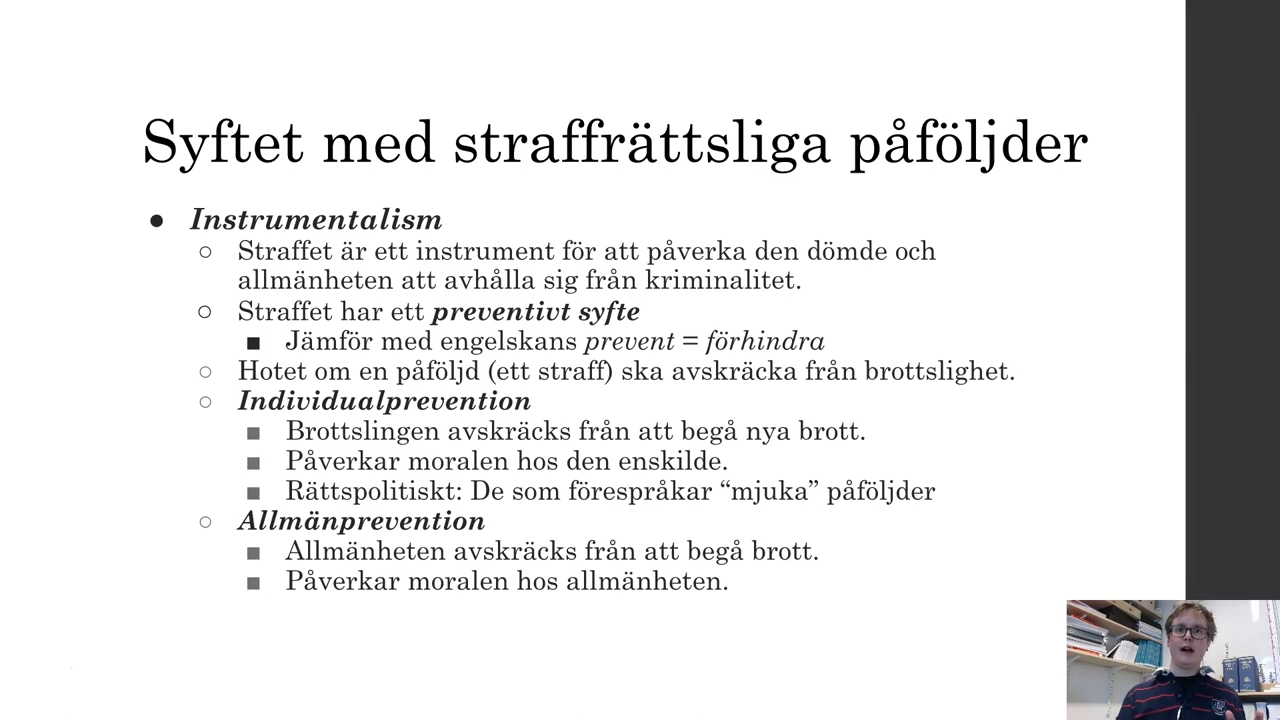 Syftet med straffrättsliga påföljder
● Instrumentalism
○ Straffet är ett instrument för att påverka den dömde och
allmänheten att avhålla sig från kriminalitet.
○ Straffet har ett preventivt syfte
■ Jämför med engelskans prevent = förhindra
○ Hotet om en påföljd (ett straff) ska avskräcka från brottslighet.
○ Individualprevention
■ Brottslingen avskräcks från att begå nya brott.
■ Påverkar moralen hos den enskilde.
■ Rättspolitiskt: De som förespråkar “mjuka” påföljder
○ Allmänprevention
■ Allmänheten avskräcks från att begå brott.
■ Påverkar moralen hos allmänheten.